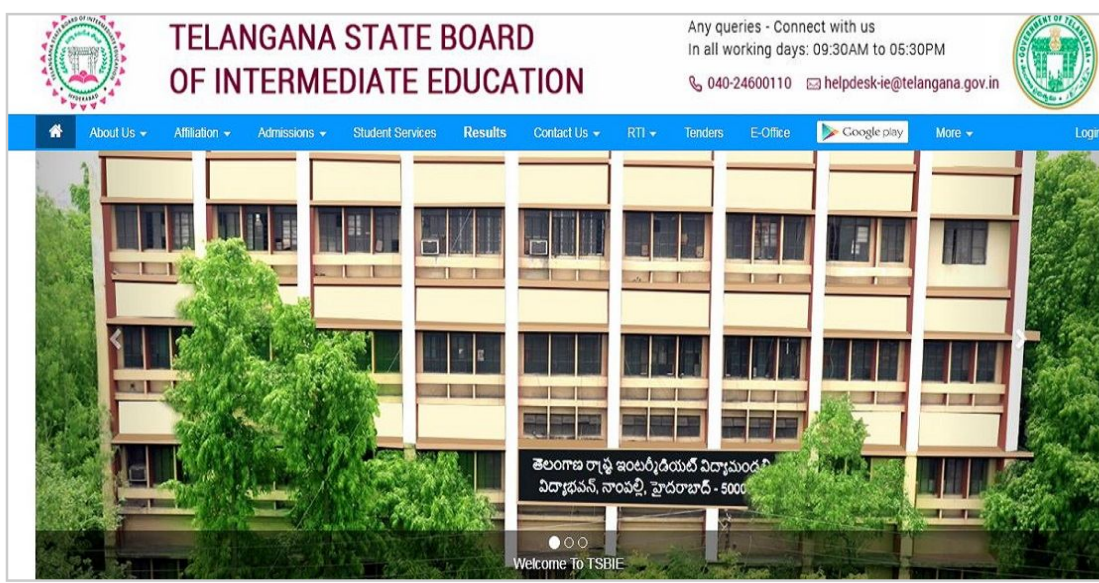 TELANGANA STATE BOARD
OF INTERMEDIATE EDUCATION
Any queries - Connect with us
In all working days: 09:30AM to 05:30PM
040-24600110 helpdesk-ie@telangana.gov.in
About Us Affiliation Admissions Student Services Results Contact Us RTI Tenders E-Office Google play More Login
తెలంగాణ రాష్ట్ర ఇంటర్మీడియట్ విద్యామండలి
విద్యాభవన్, నాంపల్లి, హైదరాబాద్ - 5000
Welcome To TSBIE